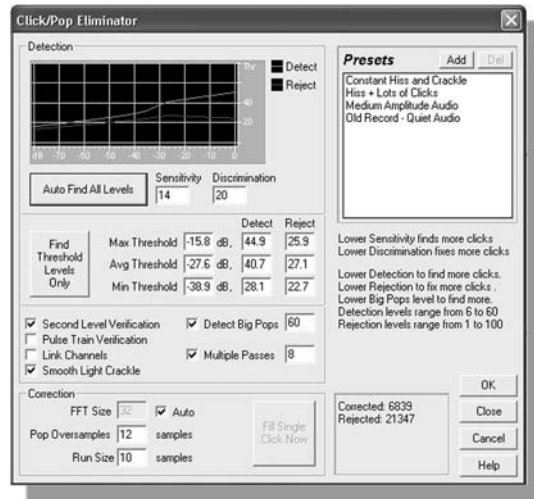 Click/Pop Eliminator
Detection
Thr
40
20
dB -70 -60 -50 -40 -30 -20 -10 0
Detect
Reject
Auto Find All Levels
Sensitivity
14
Discrimination
20
Find Threshold Levels Only
Detect Reject
Max Threshold -15.8 dB, 44.9 25.9
Avg Threshold -27.6 dB, 40.7 27.1
Min Threshold -38.9 dB, 28.1 22.7
Second Level Verification
Pulse Train Verification
Link Channels
Smooth Light Crackle
Detect Big Pops 60
Multiple Passes 8
Correction
FFT Size 32 Auto
Pop Oversamples 12 samples
Run Size 10 samples
Fill Single Click Now
Presets
Add
Del
Constant Hiss and Crackle
Hiss + Lots of Clicks
Medium Amplitude Audio
Old Record - Quiet Audio
Lower Sensitivity finds more clicks
Lower Discrimination fixes more clicks
Lower Detection to find more clicks.
Lower Rejection to fix more clicks .
Lower Big Pops level to find more.
Detection levels range from 6 to 60
Rejection levels range from 1 to 100
Corrected: 6839
Rejected: 21347
OK
Close
Cancel
Help